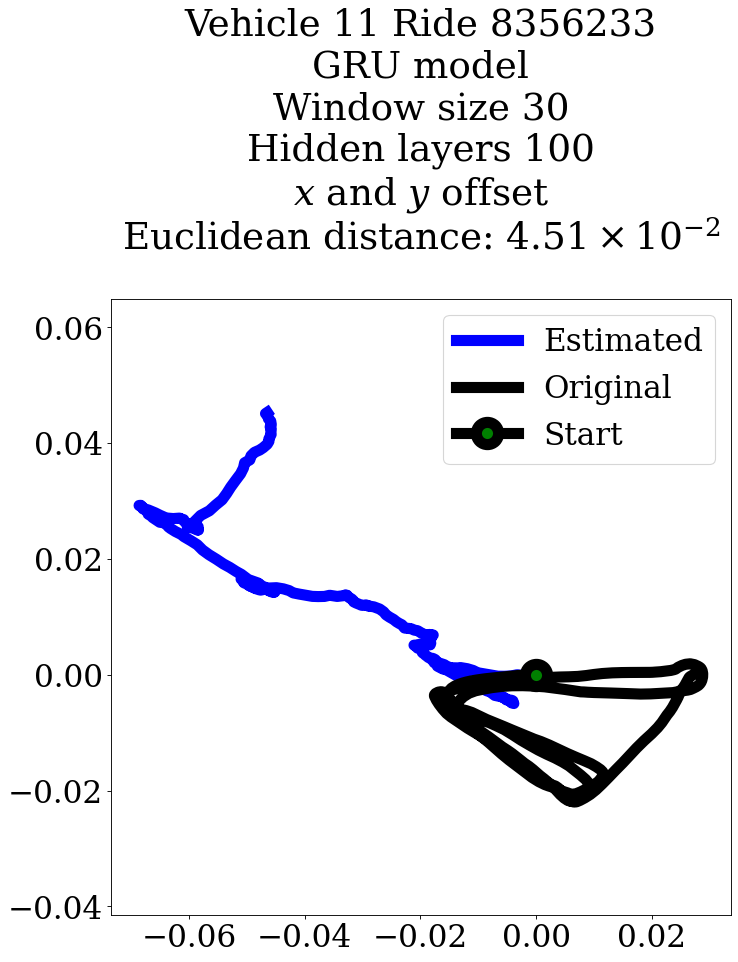 Vehicle 11 Ride 8356233
GRU model
Window size 30
Hidden layers 100
x and y offset
Euclidean distance: 4.51 × 10⁻²
Estimated
Original
Start
0.06
0.04
0.02
0.00
−0.02
−0.04
−0.06 −0.04 −0.02 0.00 0.02